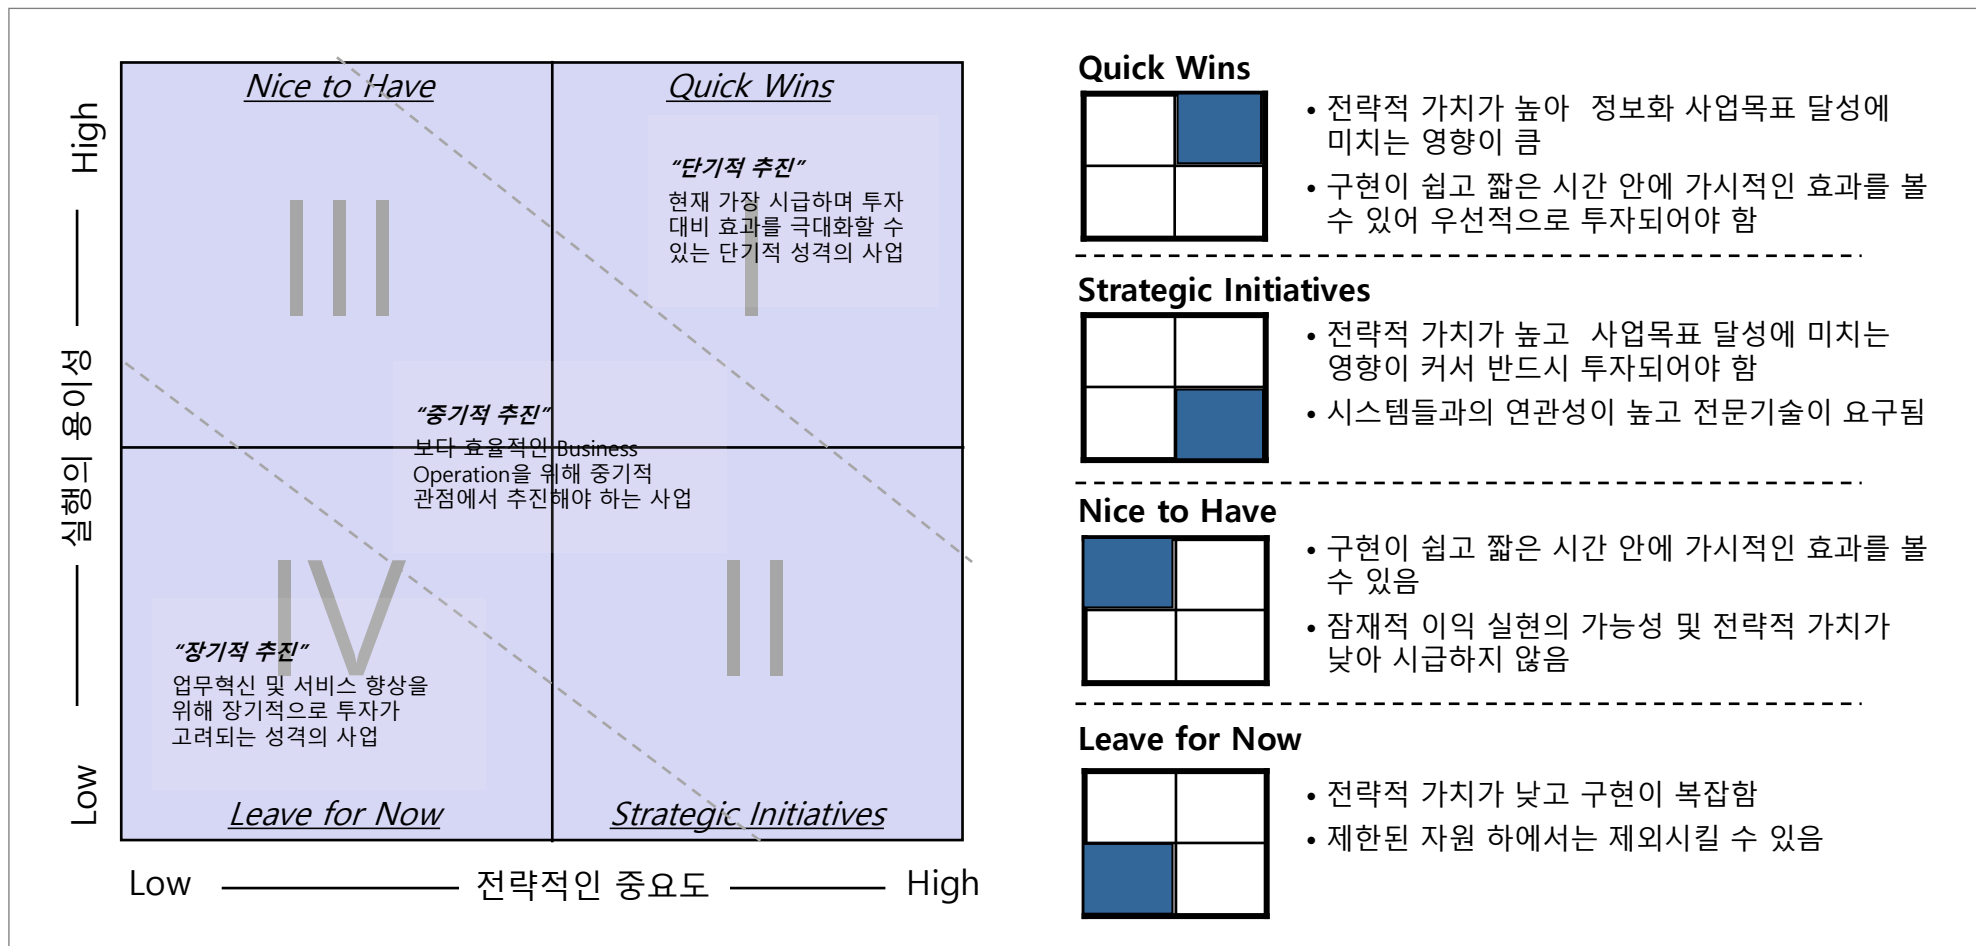 Nice to Have
Quick Wins
High
"단기적 추진"
현재 가장 시급하며 투자
대비 효과를 극대화할 수
있는 단기적 성격의 사업
III
I
실행의 용이성
"중기적 추진"
보다 효율적인 Business
Operation을 위해 중기적
관점에서 추진해야 하는 사업
IV
II
"장기적 추진"
업무혁신 및 서비스 향상을
위해 장기적으로 투자가
고려되는 성격의 사업
Low
Leave for Now
Strategic Initiatives
Low
전략적인 중요도
High
Quick Wins
• 전략적 가치가 높아 정보화 사업목표 달성에
미치는 영향이 큼
• 구현이 쉽고 짧은 시간 안에 가시적인 효과를 볼
수 있어 우선적으로 투자되어야 함
Strategic Initiatives
• 전략적 가치가 높고 사업목표 달성에 미치는
영향이 커서 반드시 투자되어야 함
• 시스템들과의 연관성이 높고 전문기술이 요구됨
Nice to Have
• 구현이 쉽고 짧은 시간 안에 가시적인 효과를 볼
수 있음
• 잠재적 이익 실현의 가능성 및 전략적 가치가
낮아 시급하지 않음
Leave for Now
• 전략적 가치가 낮고 구현이 복잡함
• 제한된 자원 하에서는 제외시킬 수 있음